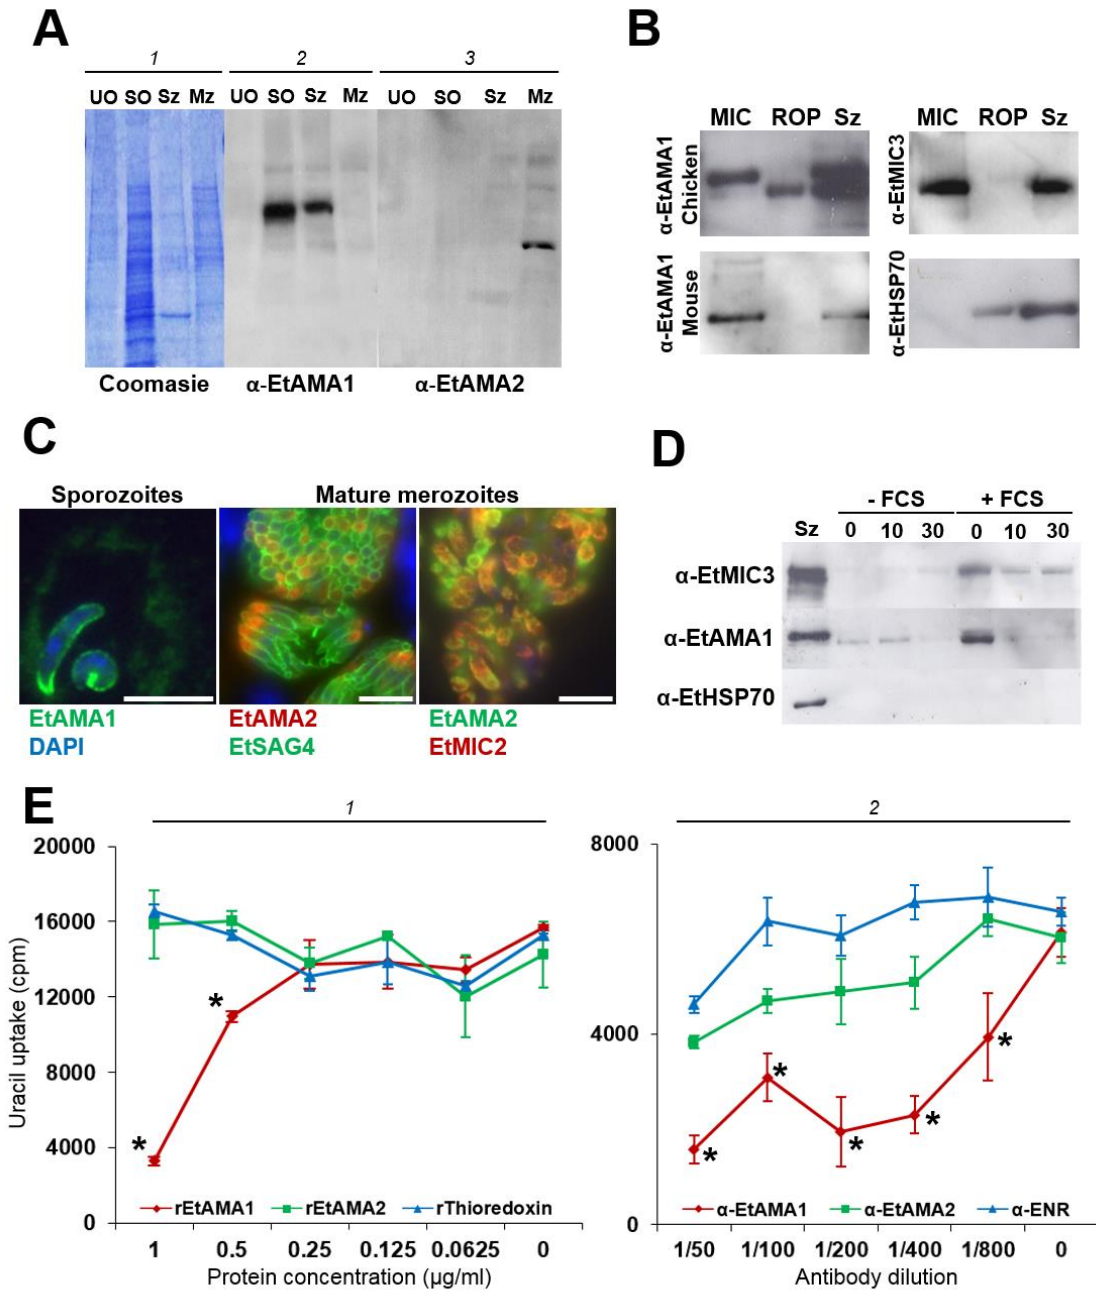 A
1 2 3
UO SO Sz Mz UO SO Sz Mz UO SO Sz Mz
Coomasie α-EtAMA1 α-EtAMA2
B
MIC ROP Sz MIC ROP Sz
α-EtAMA1
Chicken
α-EtMIC3
α-EtAMA1
Mouse
α-EtHSP70
C
Sporozoites Mature merozoites
EtAMA1 EtAMA2 EtAMA2
DAPI EtSAG4 EtMIC2
D
- FCS + FCS
Sz 0 10 30 0 10 30
α-EtMIC3
α-EtAMA1
α-EtHSP70
E
1
20000
16000
12000
8000
4000
0
Uracil uptake (cpm)
*
*
rEtAMA1 rEtAMA2 rThioredoxin
1 0.5 0.25 0.125 0.0625 0
Protein concentration (µg/ml)
2
8000
4000
0
* * * * *
α-EtAMA1 α-EtAMA2 α-ENR
1/50 1/100 1/200 1/400 1/800 0
Antibody dilution